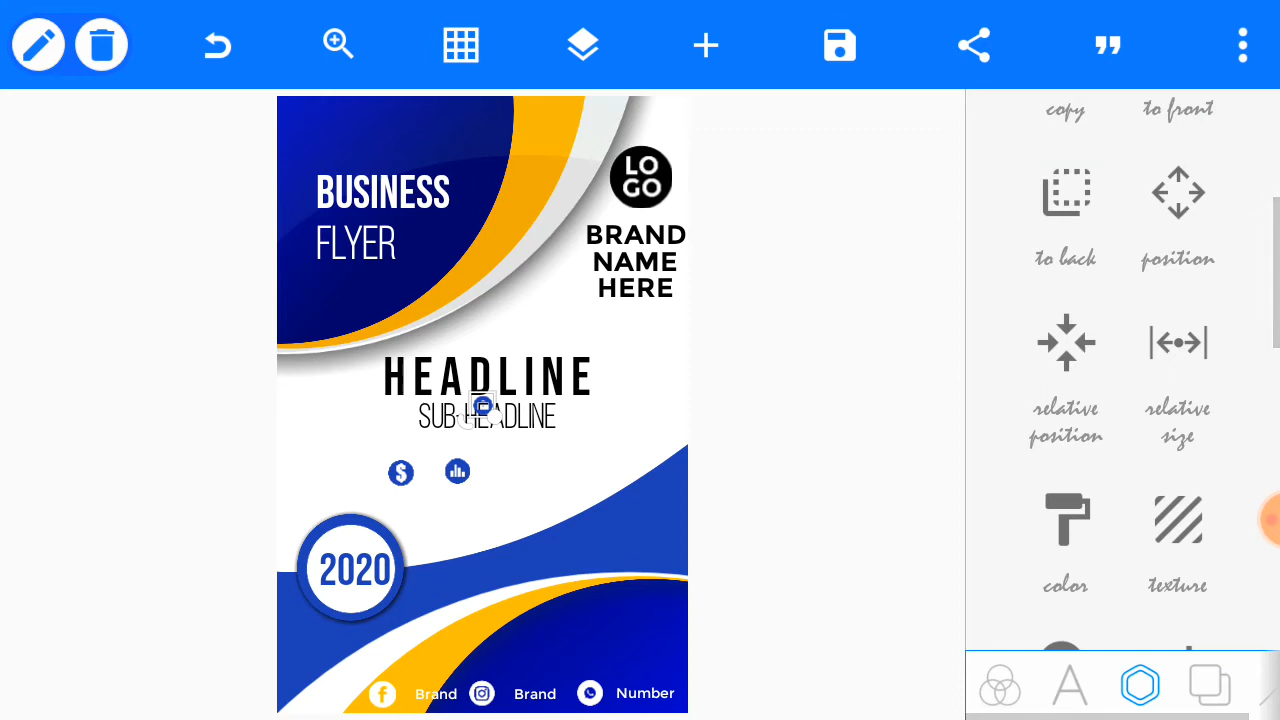 copy
to front
LO
GO
BUSINESS
FLYER
BRAND
NAME
HERE
to back
position
HEADLINE
SUB-HEADLINE
relative
position
relative
size
$
2020
color
texture
Brand
Brand
Number
A